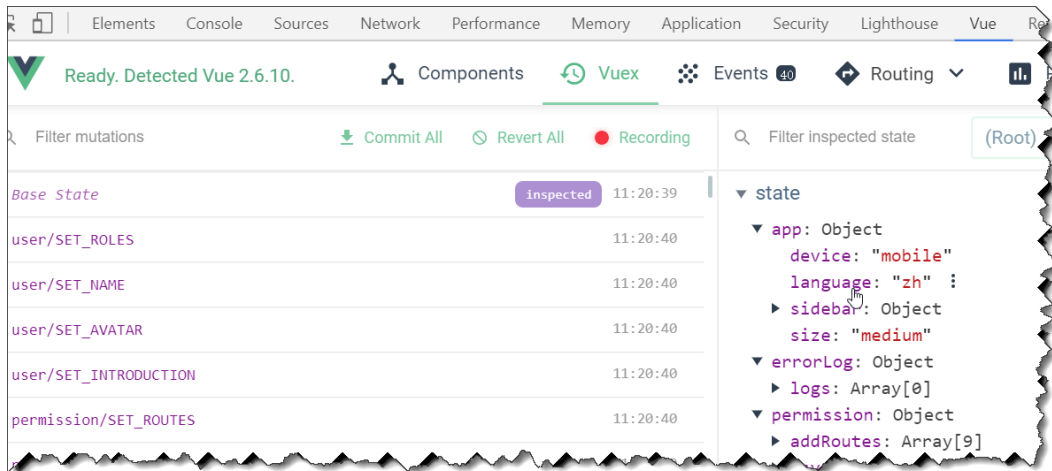 Elements Console Sources Network Performance Memory Application Security Lighthouse Vue
Ready. Detected Vue 2.6.10. Components Vuex Events 40 Routing
Filter mutations Commit All Revert All Recording Filter inspected state (Root)
Base State inspected 11:20:39
user/SET_ROLES 11:20:40
user/SET_NAME 11:20:40
user/SET_AVATAR 11:20:40
user/SET_INTRODUCTION 11:20:40
permission/SET_ROUTES 11:20:40
state
app: Object
device: "mobile"
language: "zh"
sidebar: Object
size: "medium"
errorLog: Object
logs: Array[0]
permission: Object
addRoutes: Array[9]